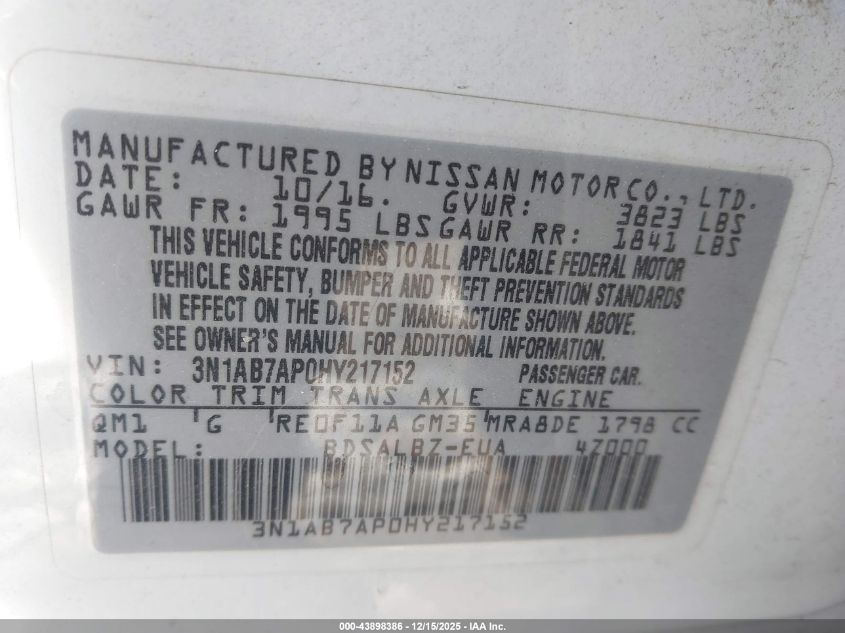 MANUFACTURED BY NISSAN MOTOR CO., LTD.
DATE: 10/16. GVWR: 3823 LBS
GAWR FR: 1995 LBS GAWR RR: 1841 LBS
THIS VEHICLE CONFORMS TO ALL APPLICABLE FEDERAL MOTOR
VEHICLE SAFETY, BUMPER AND THEFT PREVENTION STANDARDS
IN EFFECT ON THE DATE OF MANUFACTURE SHOWN ABOVE.
SEE OWNER'S MANUAL FOR ADDITIONAL INFORMATION.
VIN: 3N1AB7AP0HY217152 PASSENGER CAR.
COLOR TRIM TRANS AXLE ENGINE
QM1 G RE0F11A GM35 MRA8DE 1798 CC
MODEL: BDSALBZ-EUA 4Z000
3N1AB7AP0HY217152
000-43898386 - 12/15/2025 - IAA Inc.